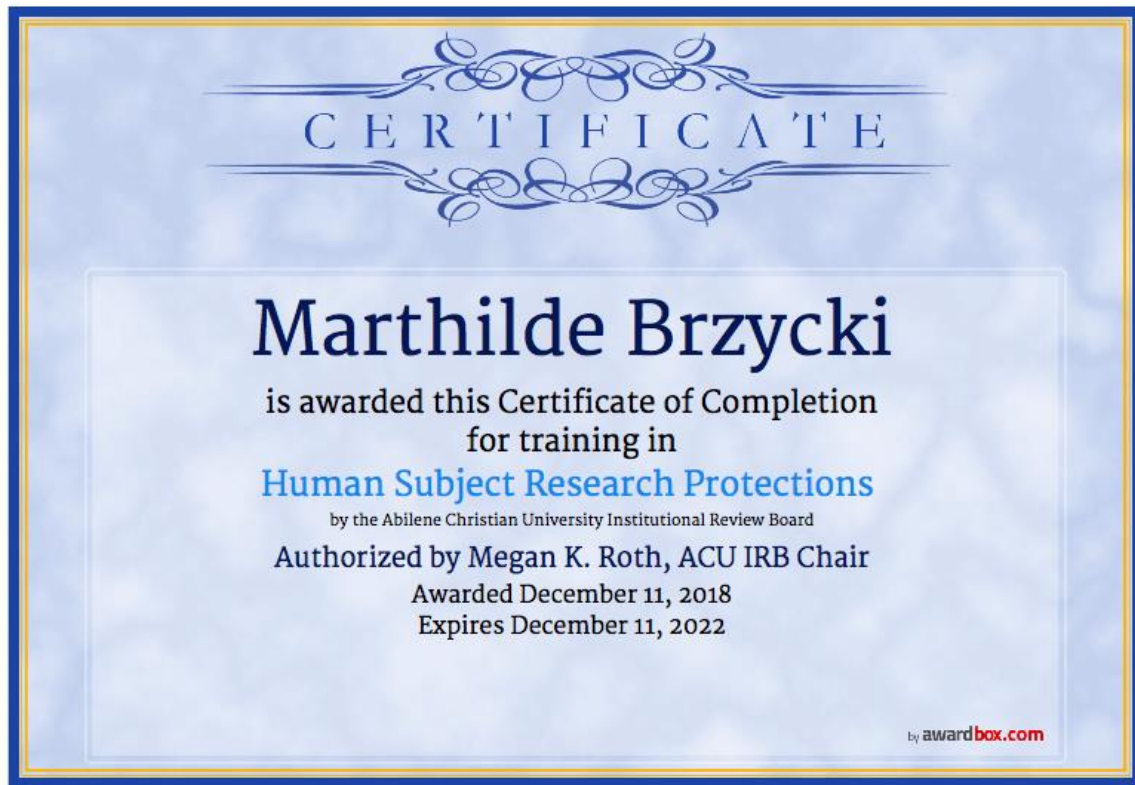 CERTIFICATE
Marthilde Brzycki
is awarded this Certificate of Completion
for training in
Human Subject Research Protections
by the Abilene Christian University Institutional Review Board
Authorized by Megan K. Roth, ACU IRB Chair
Awarded December 11, 2018
Expires December 11, 2022
by awardbox.com